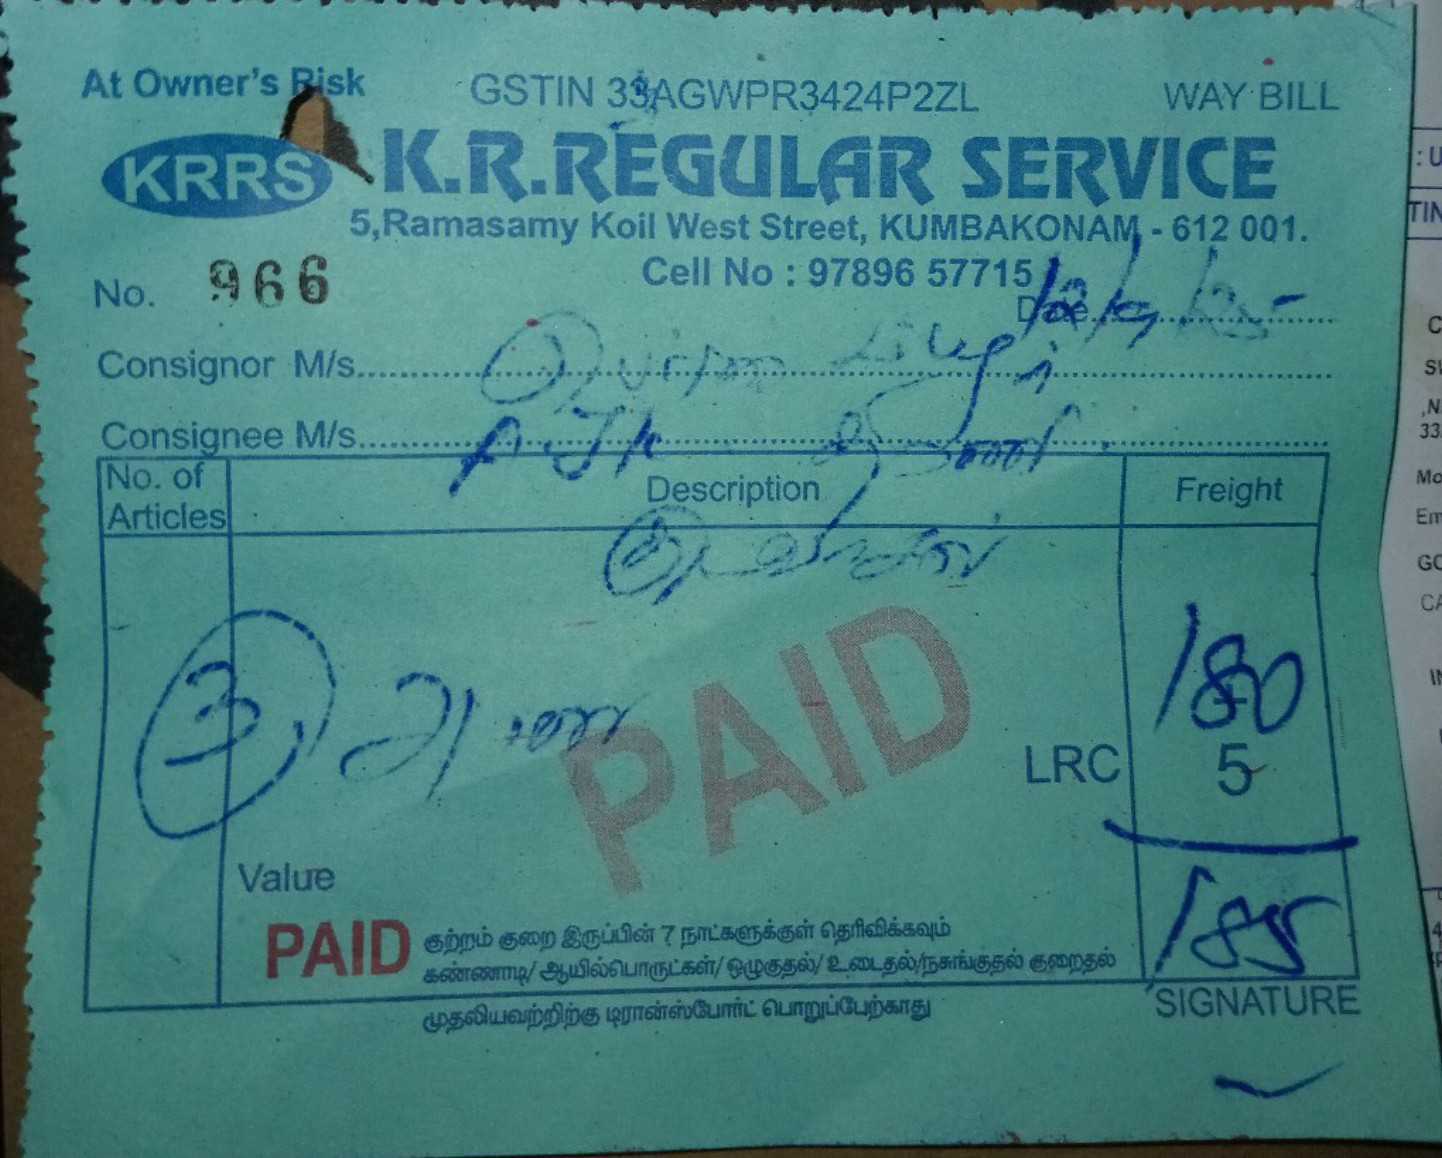 At Owner's Risk GSTIN 33AGWPR3424P2ZL WAY BILL
KRRS K.R.REGULAR SERVICE
5,Ramasamy Koil West Street, KUMBAKONAM - 612 001.
Cell No : 97896 57715
No. 966 Date
Consignor M/s
Consignee M/s AJK
No. of Articles Description Freight
3
180
LRC 5
PAID
Value
185
PAID குற்றம் குறை இருப்பின் 7 நாட்களுக்குள் தெரிவிக்கவும்
கண்ணாடி/ ஆயில்பொருட்கள்/ ஒழுகுதல்/ உடைதல்/நசுங்குதல் குறைதல்
முதலியவற்றிற்கு டிரான்ஸ்போர்ட் பொறுப்பேற்காது
SIGNATURE